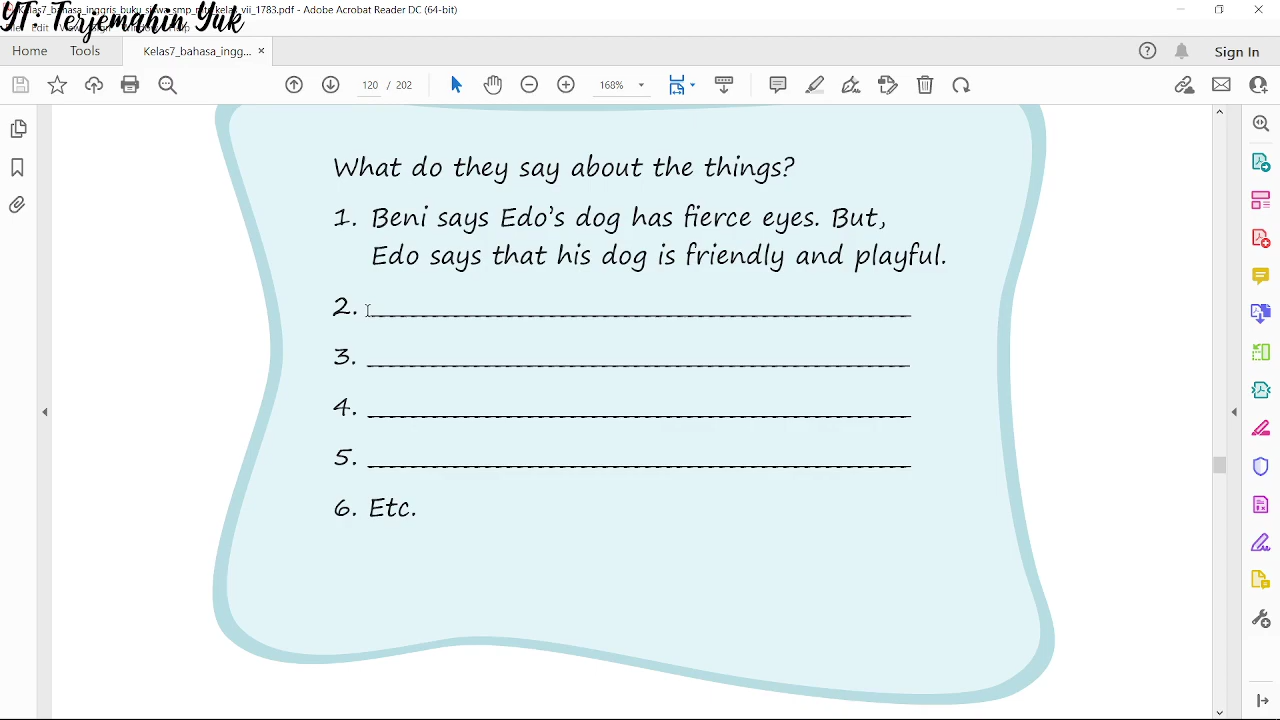 YT: Terjemahin Yuk
Home Tools Kelas7_bahasa_ingg... × Sign In
120 / 202 168%
What do they say about the things?
1. Beni says Edo's dog has fierce eyes. But,
Edo says that his dog is friendly and playful.
2.
3.
4.
5.
6. Etc.